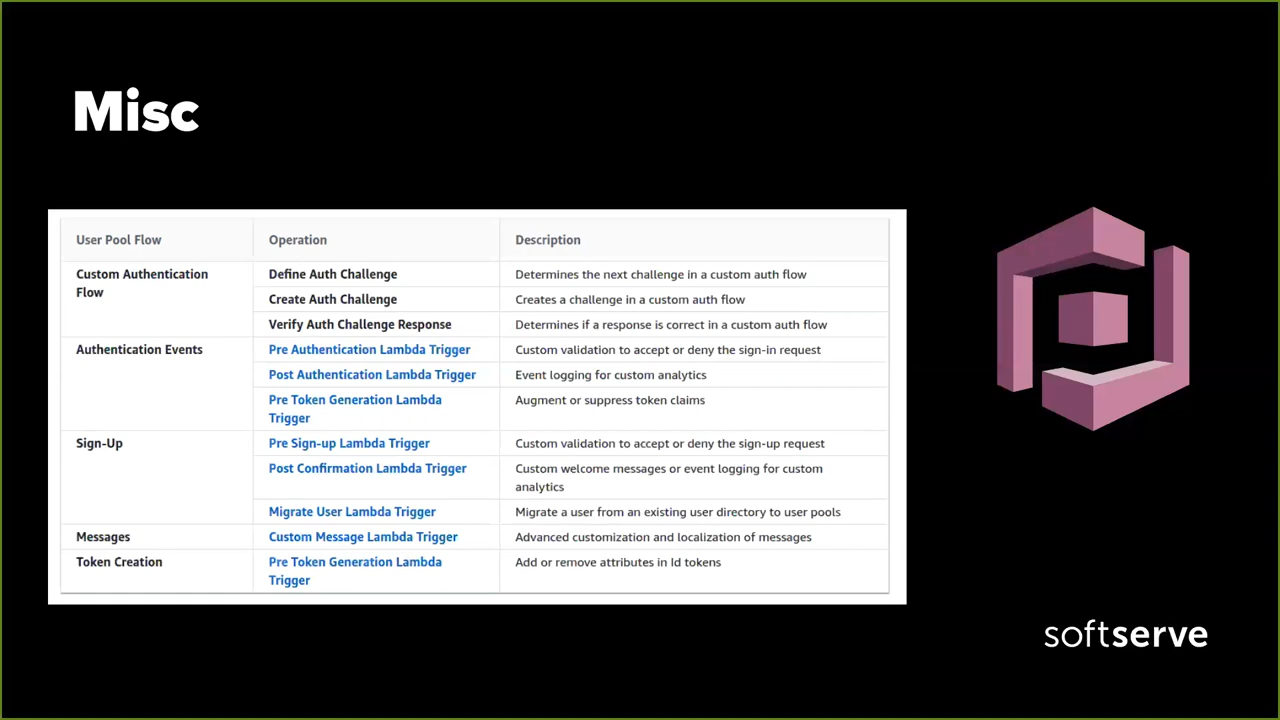 Misc
User Pool Flow
Operation
Description
Custom Authentication
Flow
Define Auth Challenge
Determines the next challenge in a custom auth flow
Create Auth Challenge
Creates a challenge in a custom auth flow
Verify Auth Challenge Response
Determines if a response is correct in a custom auth flow
Authentication Events
Pre Authentication Lambda Trigger
Custom validation to accept or deny the sign-in request
Post Authentication Lambda Trigger
Event logging for custom analytics
Pre Token Generation Lambda
Trigger
Augment or suppress token claims
Sign-Up
Pre Sign-up Lambda Trigger
Custom validation to accept or deny the sign-up request
Post Confirmation Lambda Trigger
Custom welcome messages or event logging for custom
analytics
Migrate User Lambda Trigger
Migrate a user from an existing user directory to user pools
Messages
Custom Message Lambda Trigger
Advanced customization and localization of messages
Token Creation
Pre Token Generation Lambda
Trigger
Add or remove attributes in Id tokens
softserve